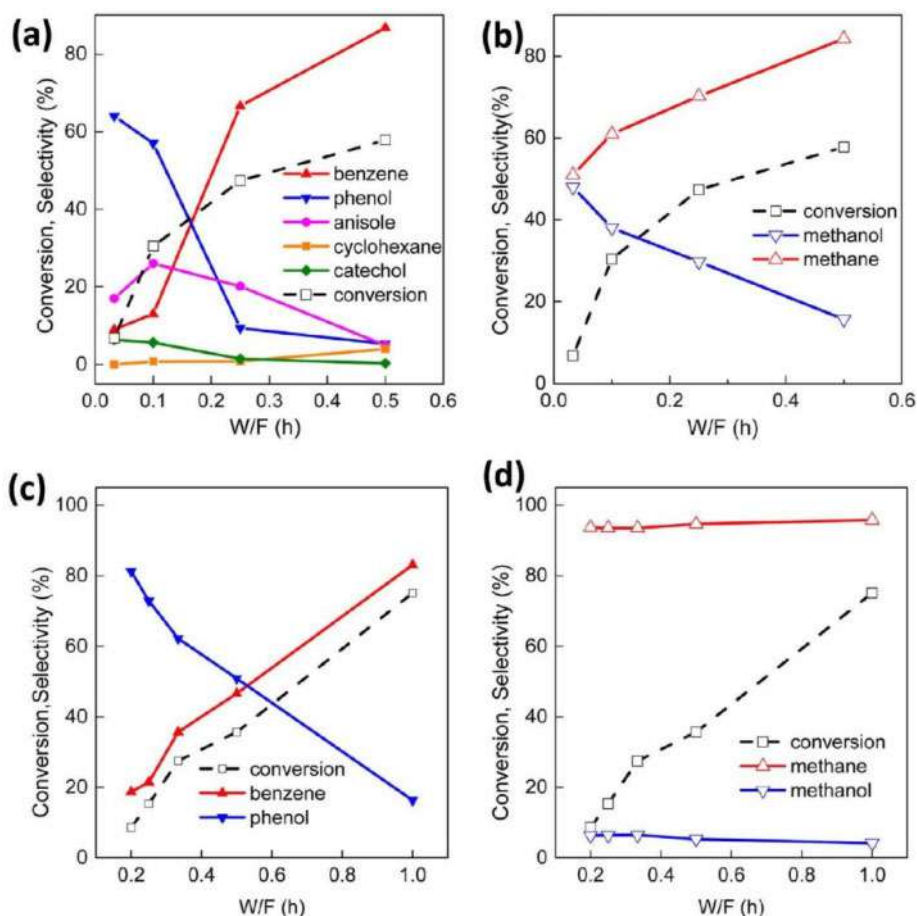 (a)
Conversion, Selectivity (%)
80
60
40
20
0
benzene
phenol
anisole
cyclohexane
catechol
conversion
0.0 0.1 0.2 0.3 0.4 0.5 0.6
W/F (h)
(b)
Conversion, Selectivity(%)
80
60
40
20
0
conversion
methanol
methane
0.0 0.2 0.4 0.6
W/F (h)
(c)
Conversion,Selectivity (%)
100
80
60
40
20
0
conversion
benzene
phenol
0.2 0.4 0.6 0.8 1.0
W/F (h)
(d)
Conversion, Selectivity (%)
100
80
60
40
20
0
conversion
methane
methanol
0.2 0.4 0.6 0.8 1.0
W/F (h)